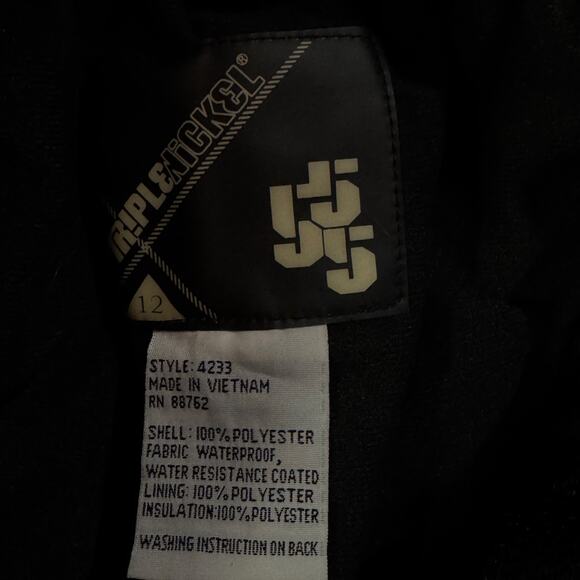 TRIPLE NICKEL®
555
12
STYLE: 4233
MADE IN VIETNAM
RN 88762
SHELL: 100% POLYESTER
FABRIC WATERPROOF,
WATER RESISTANCE COATED
LINING: 100% POLYESTER
INSULATION:100% POLYESTER
WASHING INSTRUCTION ON BACK